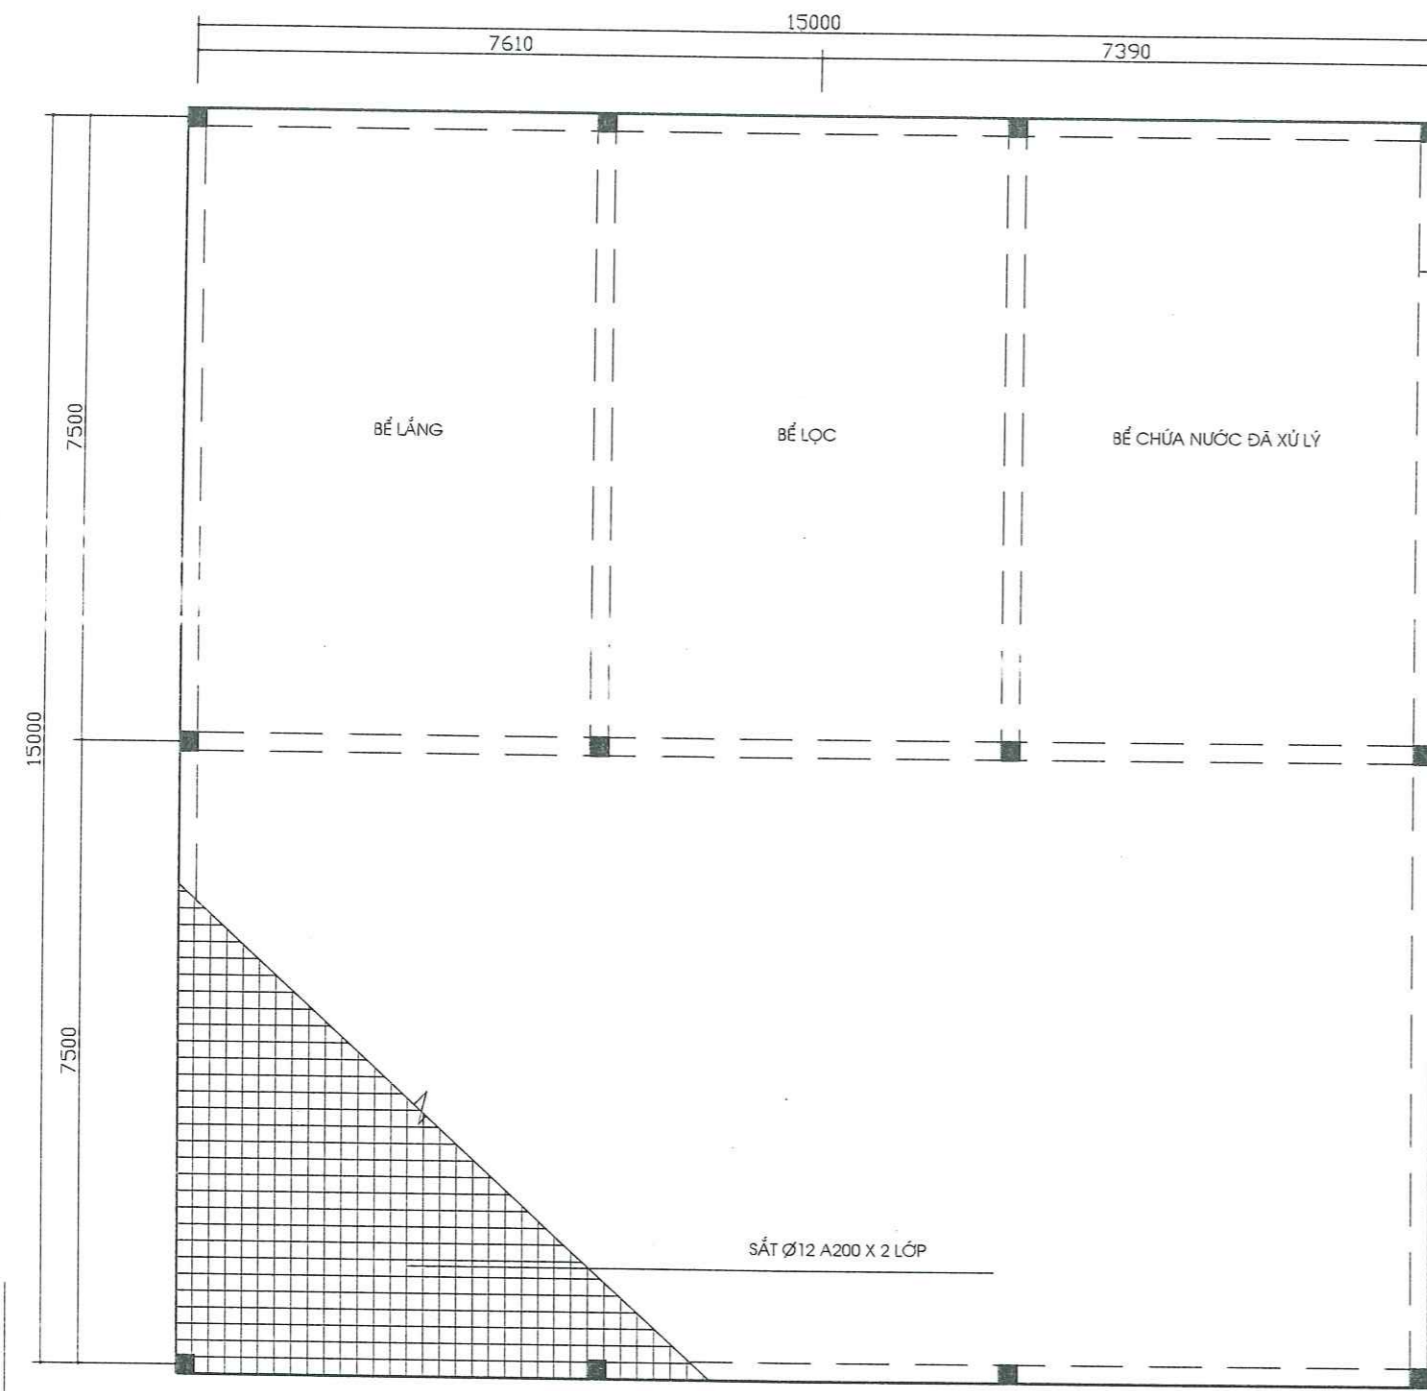 15000
7610
7390
7500
BỂ LẮNG
BỂ LỌC
BỂ CHỨA NƯỚC ĐÃ XỬ LÝ
15000
7500
SẮT Ø12 A200 X 2 LỚP